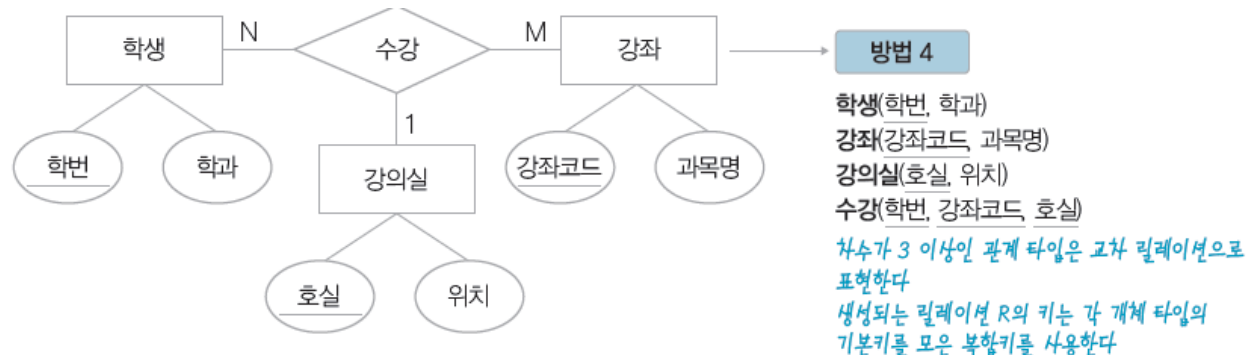 학생
N
수강
M
강좌
방법 4
1
학번
학과
강의실
강좌코드
과목명
호실
위치
학생(학번, 학과)
강좌(강좌코드, 과목명)
강의실(호실, 위치)
수강(학번, 강좌코드, 호실)
차수가 3 이상인 관계 타입은 교차 릴레이션으로
표현한다
생성되는 릴레이션 R의 키는 각 개체 타입의
기본키를 모은 복합키를 사용한다